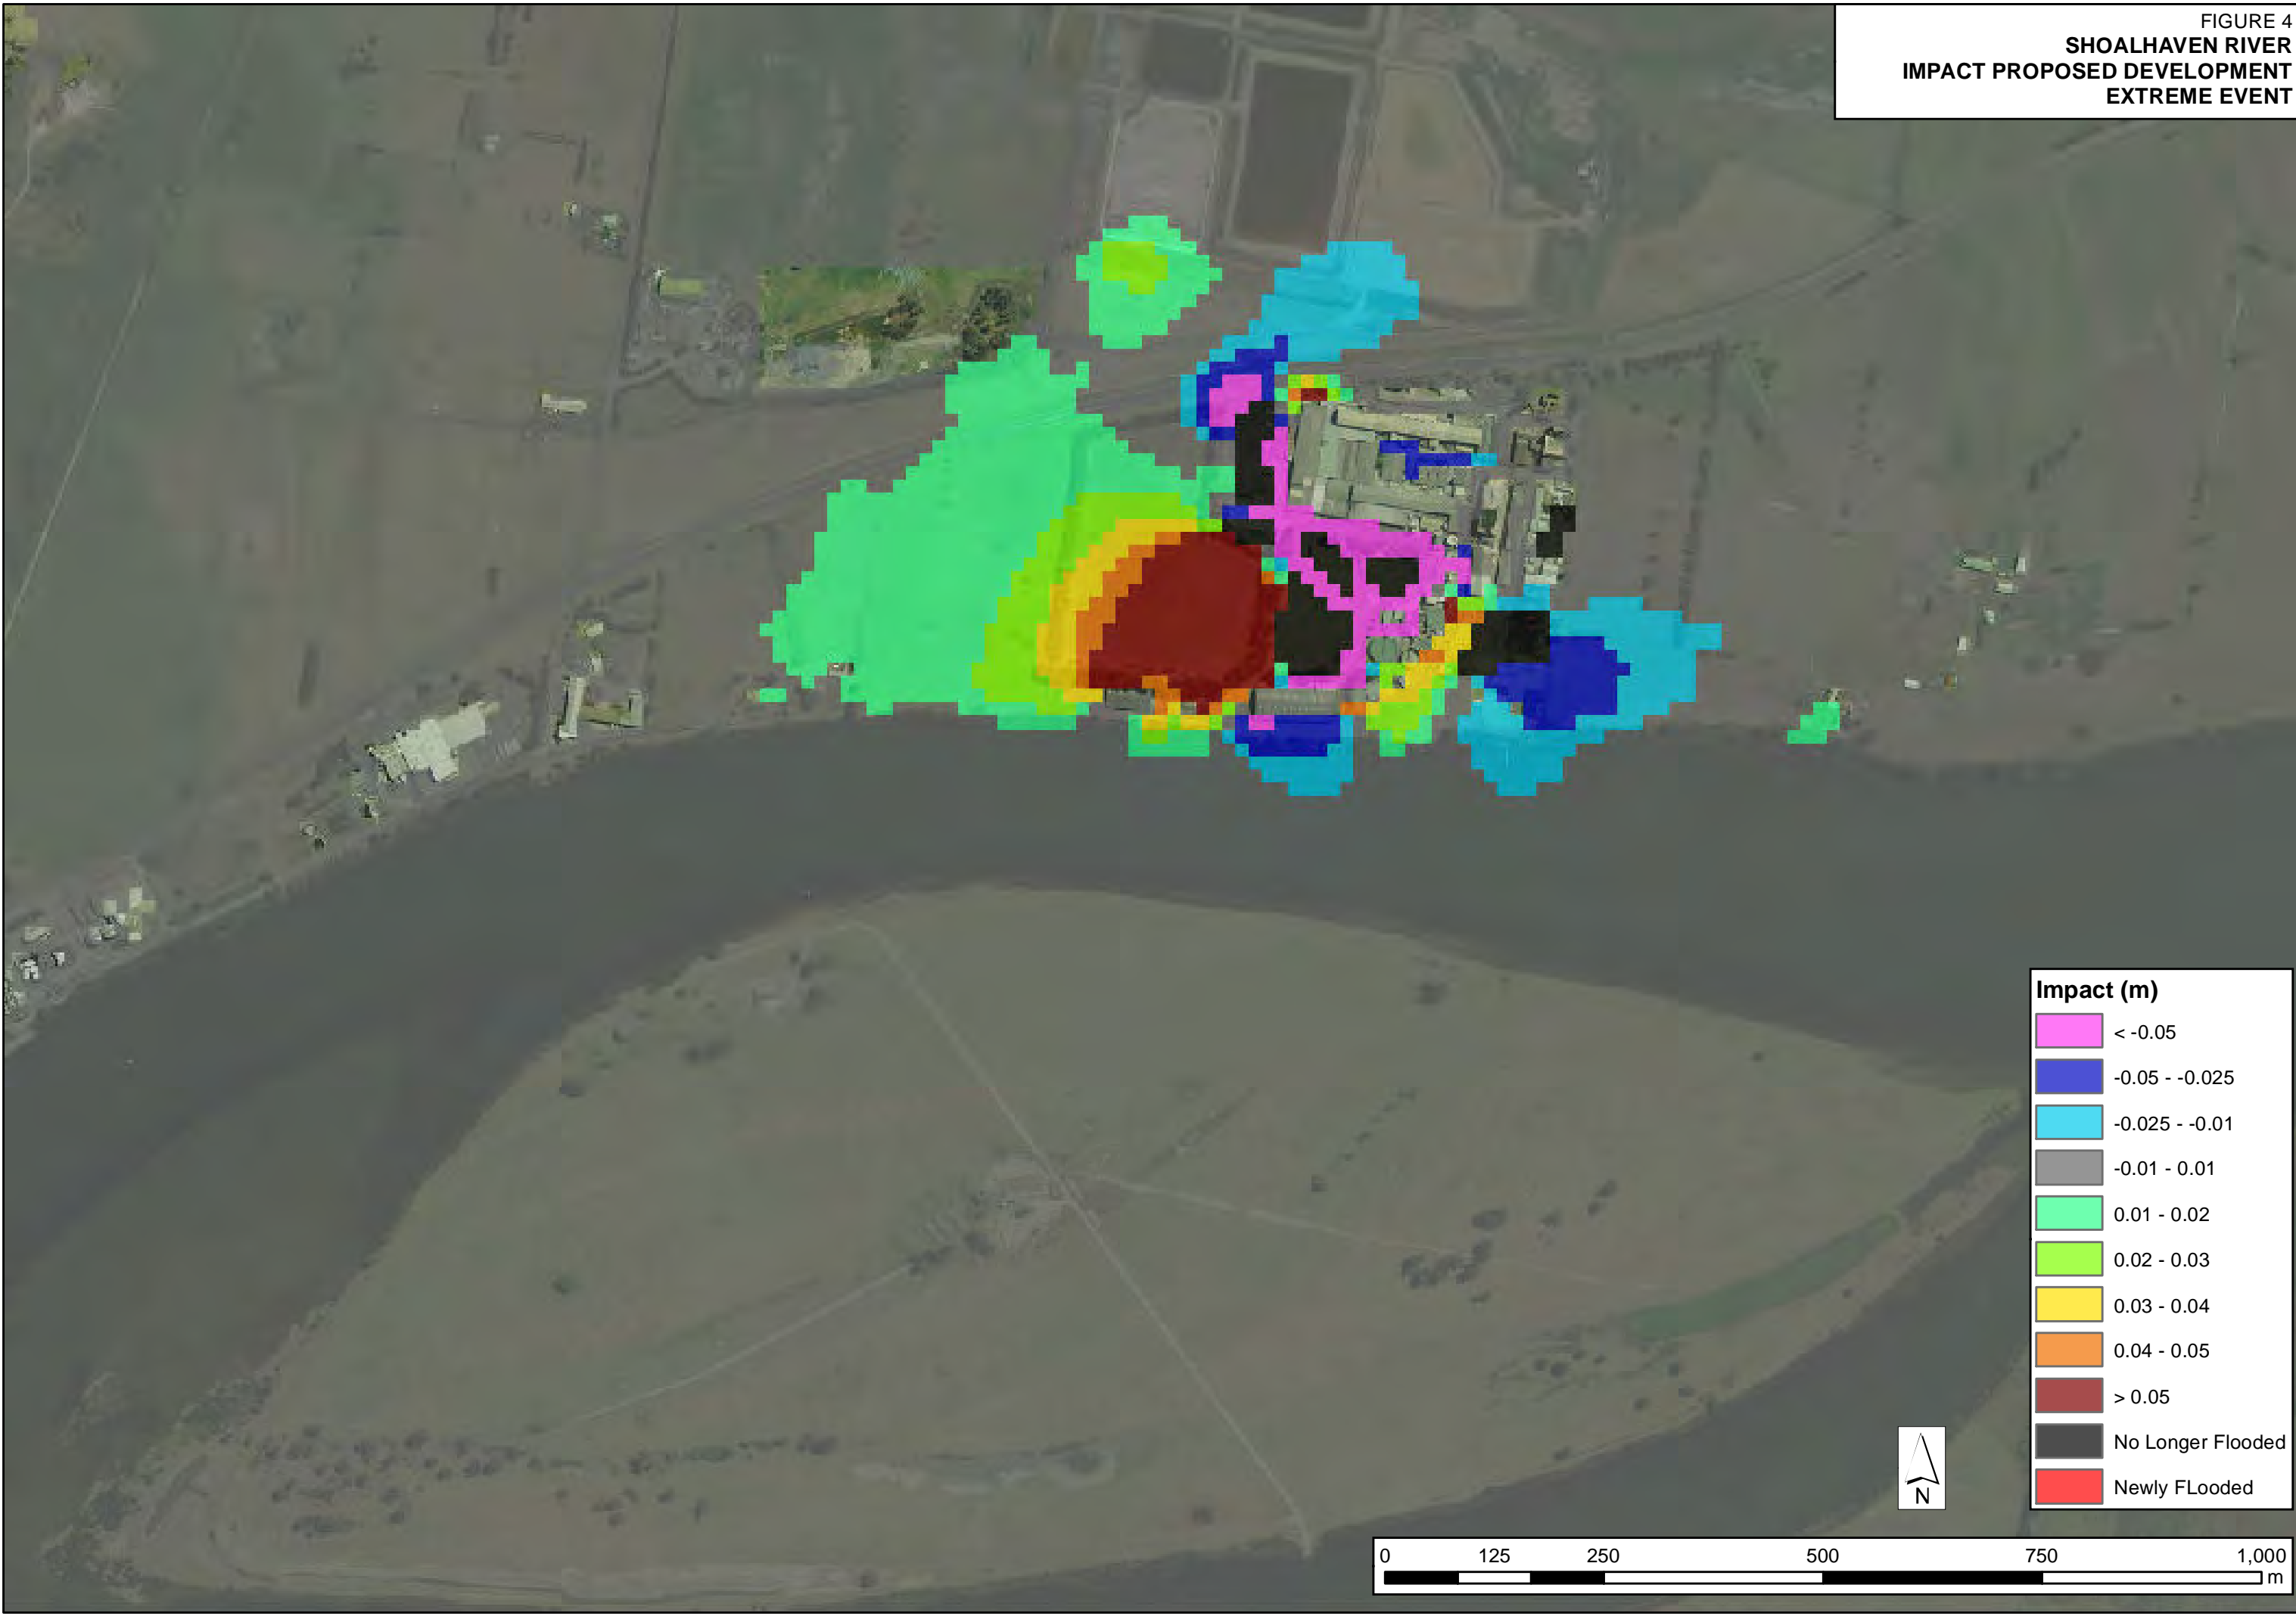 FIGURE 4
SHOALHAVEN RIVER
IMPACT PROPOSED DEVELOPMENT
EXTREME EVENT
Impact (m)
< -0.05
-0.05 - -0.025
-0.025 - -0.01
-0.01 - 0.01
0.01 - 0.02
0.02 - 0.03
0.03 - 0.04
0.04 - 0.05
> 0.05
No Longer Flooded
Newly FLooded
N
0 125 250 500 750 1,000
m